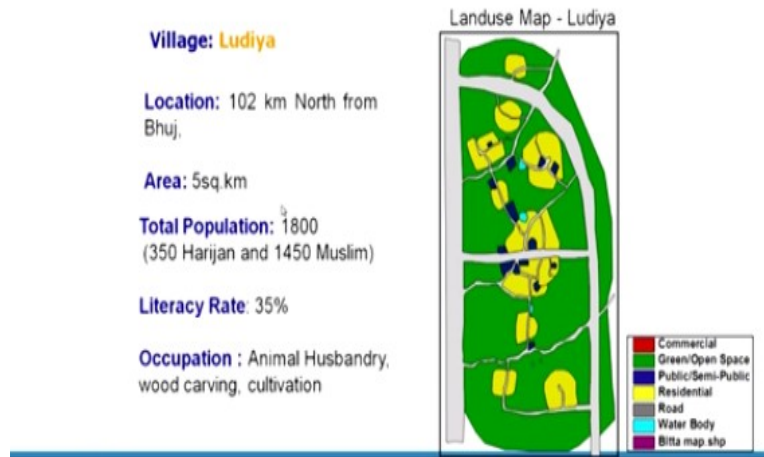 Landuse Map - Ludiya
Village: Ludiya
Location: 102 km North from
Bhuj,
Area: 5sq.km
Total Population: 1800
(350 Harijan and 1450 Muslim)
Literacy Rate: 35%
Occupation : Animal Husbandry,
wood carving, cultivation
Commercial
Green/Open Space
Public/Semi-Public
Residential
Road
Water Body
Bitta map.shp